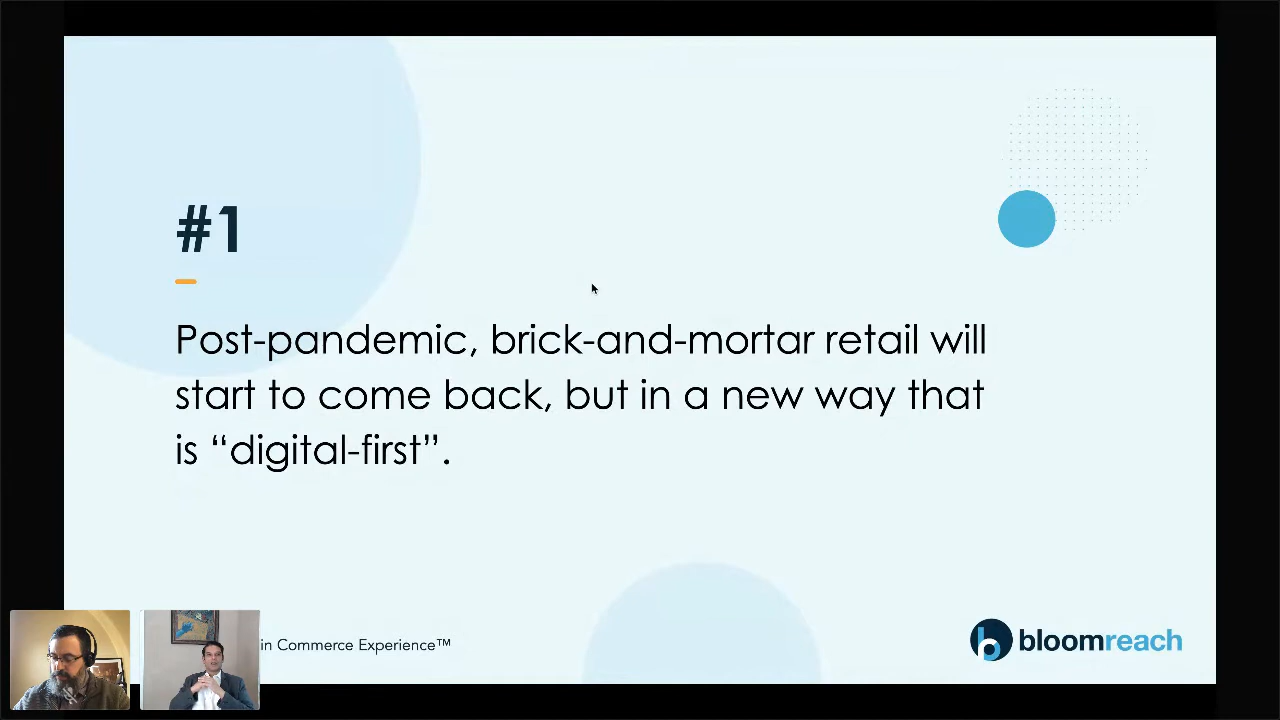 #1
Post-pandemic, brick-and-mortar retail will
start to come back, but in a new way that
is “digital-first”.
in Commerce Experience™
bloomreach